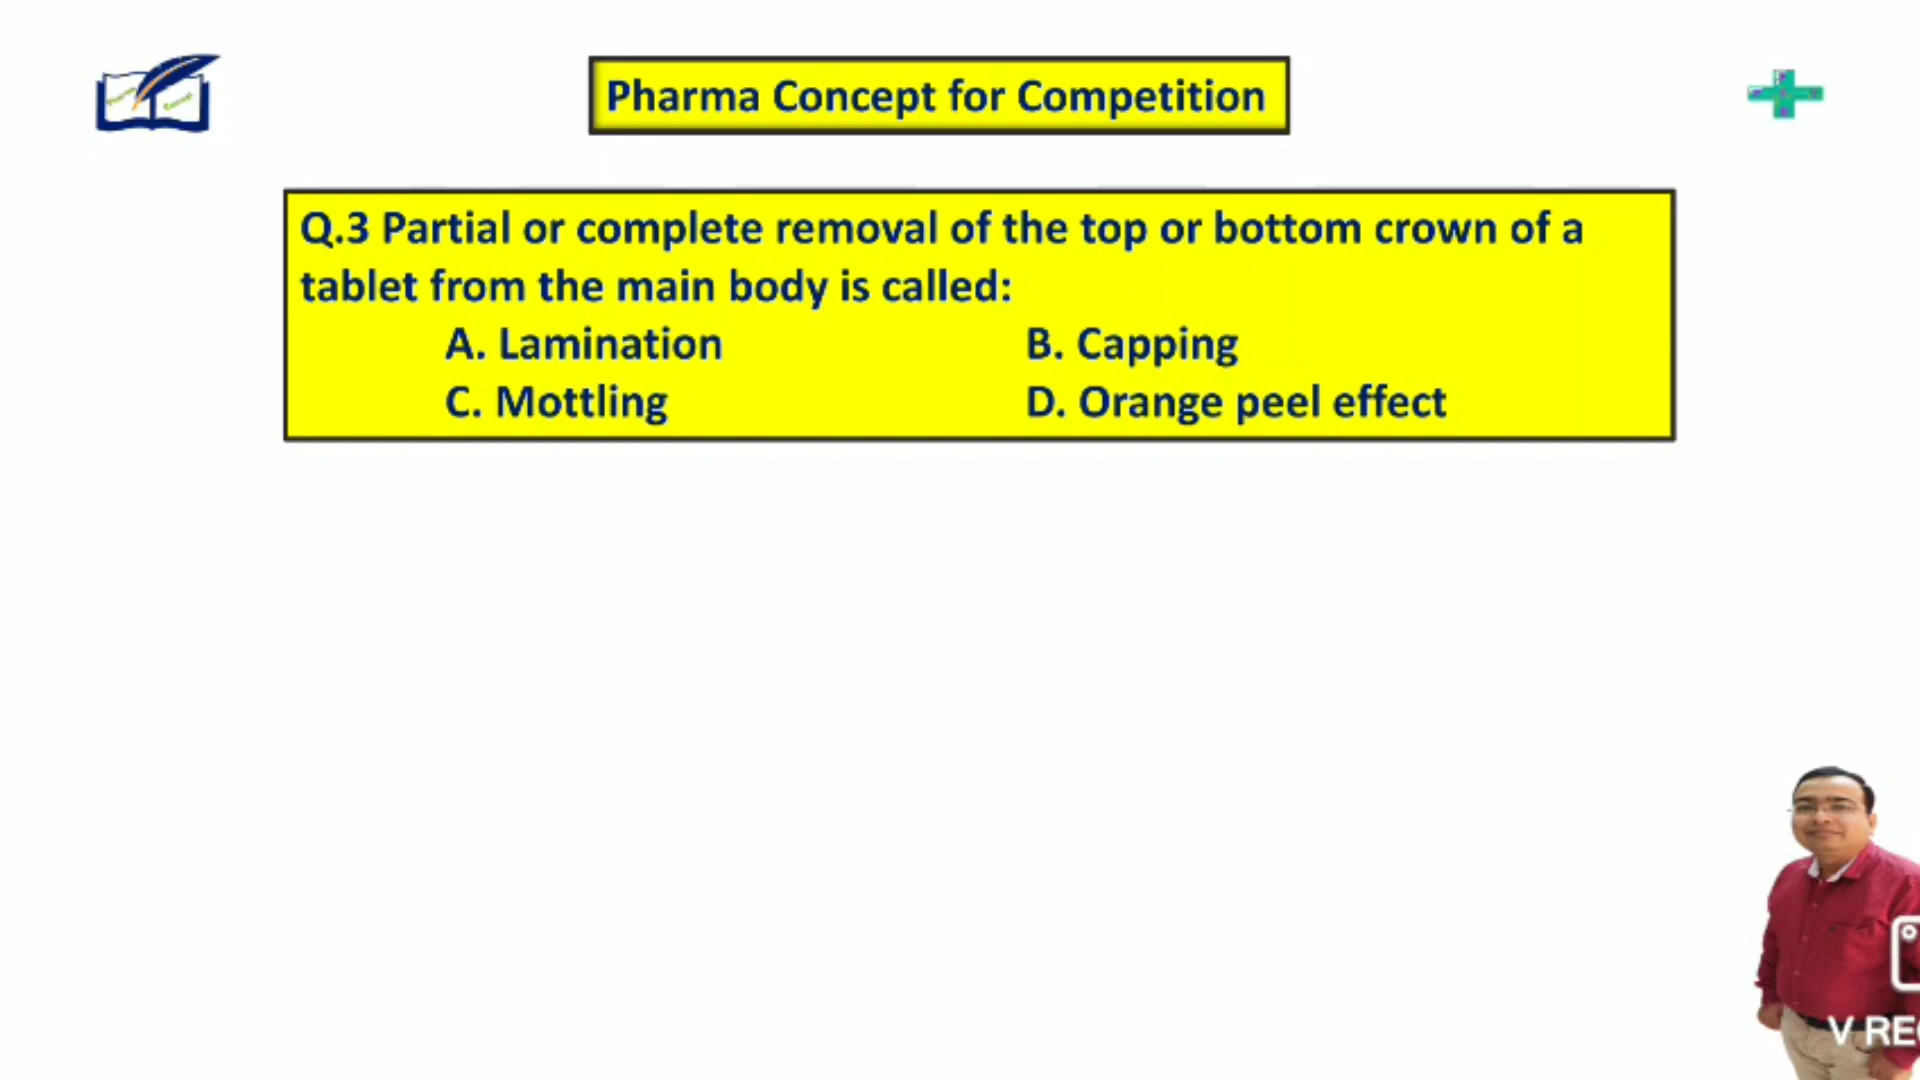 Pharma Concept for Competition
Q.3 Partial or complete removal of the top or bottom crown of a
tablet from the main body is called:
A. Lamination B. Capping
C. Mottling D. Orange peel effect
V REC